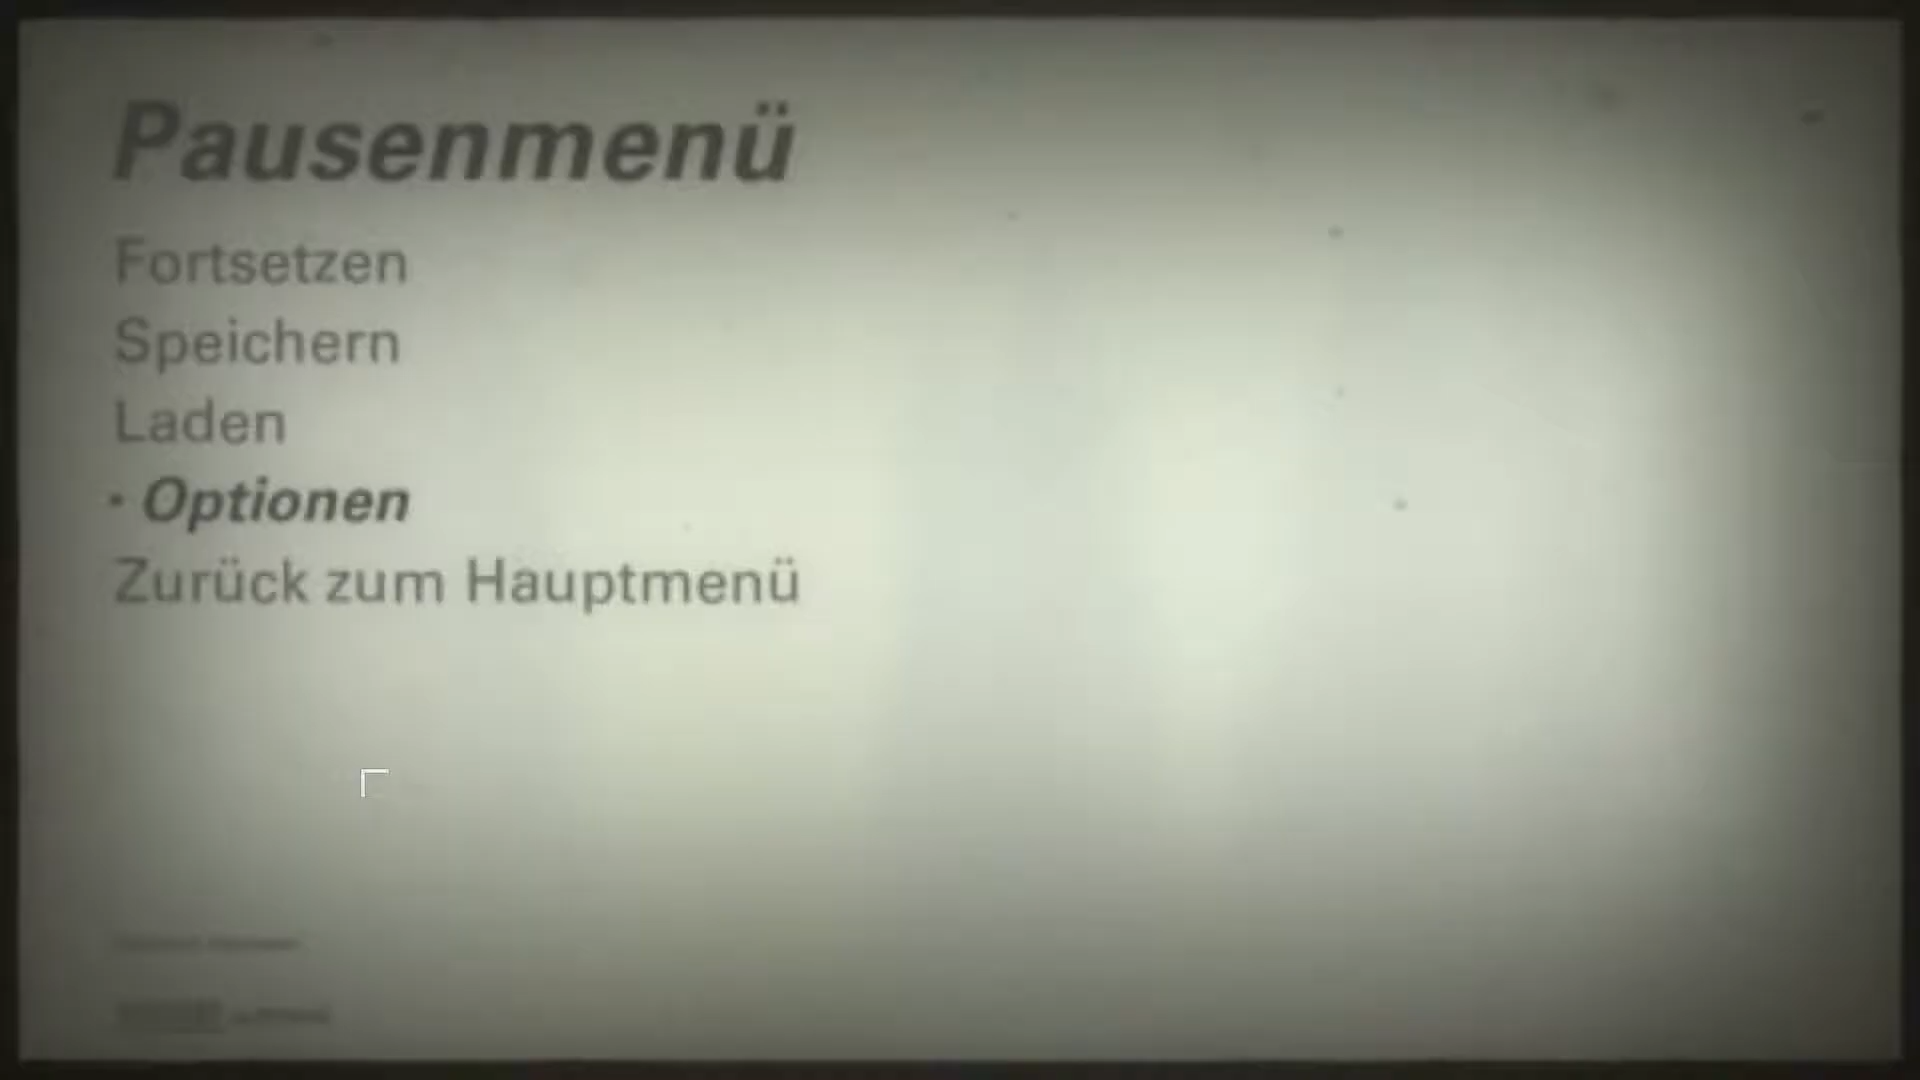 Pausenmenü
Fortsetzen
Speichern
Laden
• Optionen
Zurück zum Hauptmenü